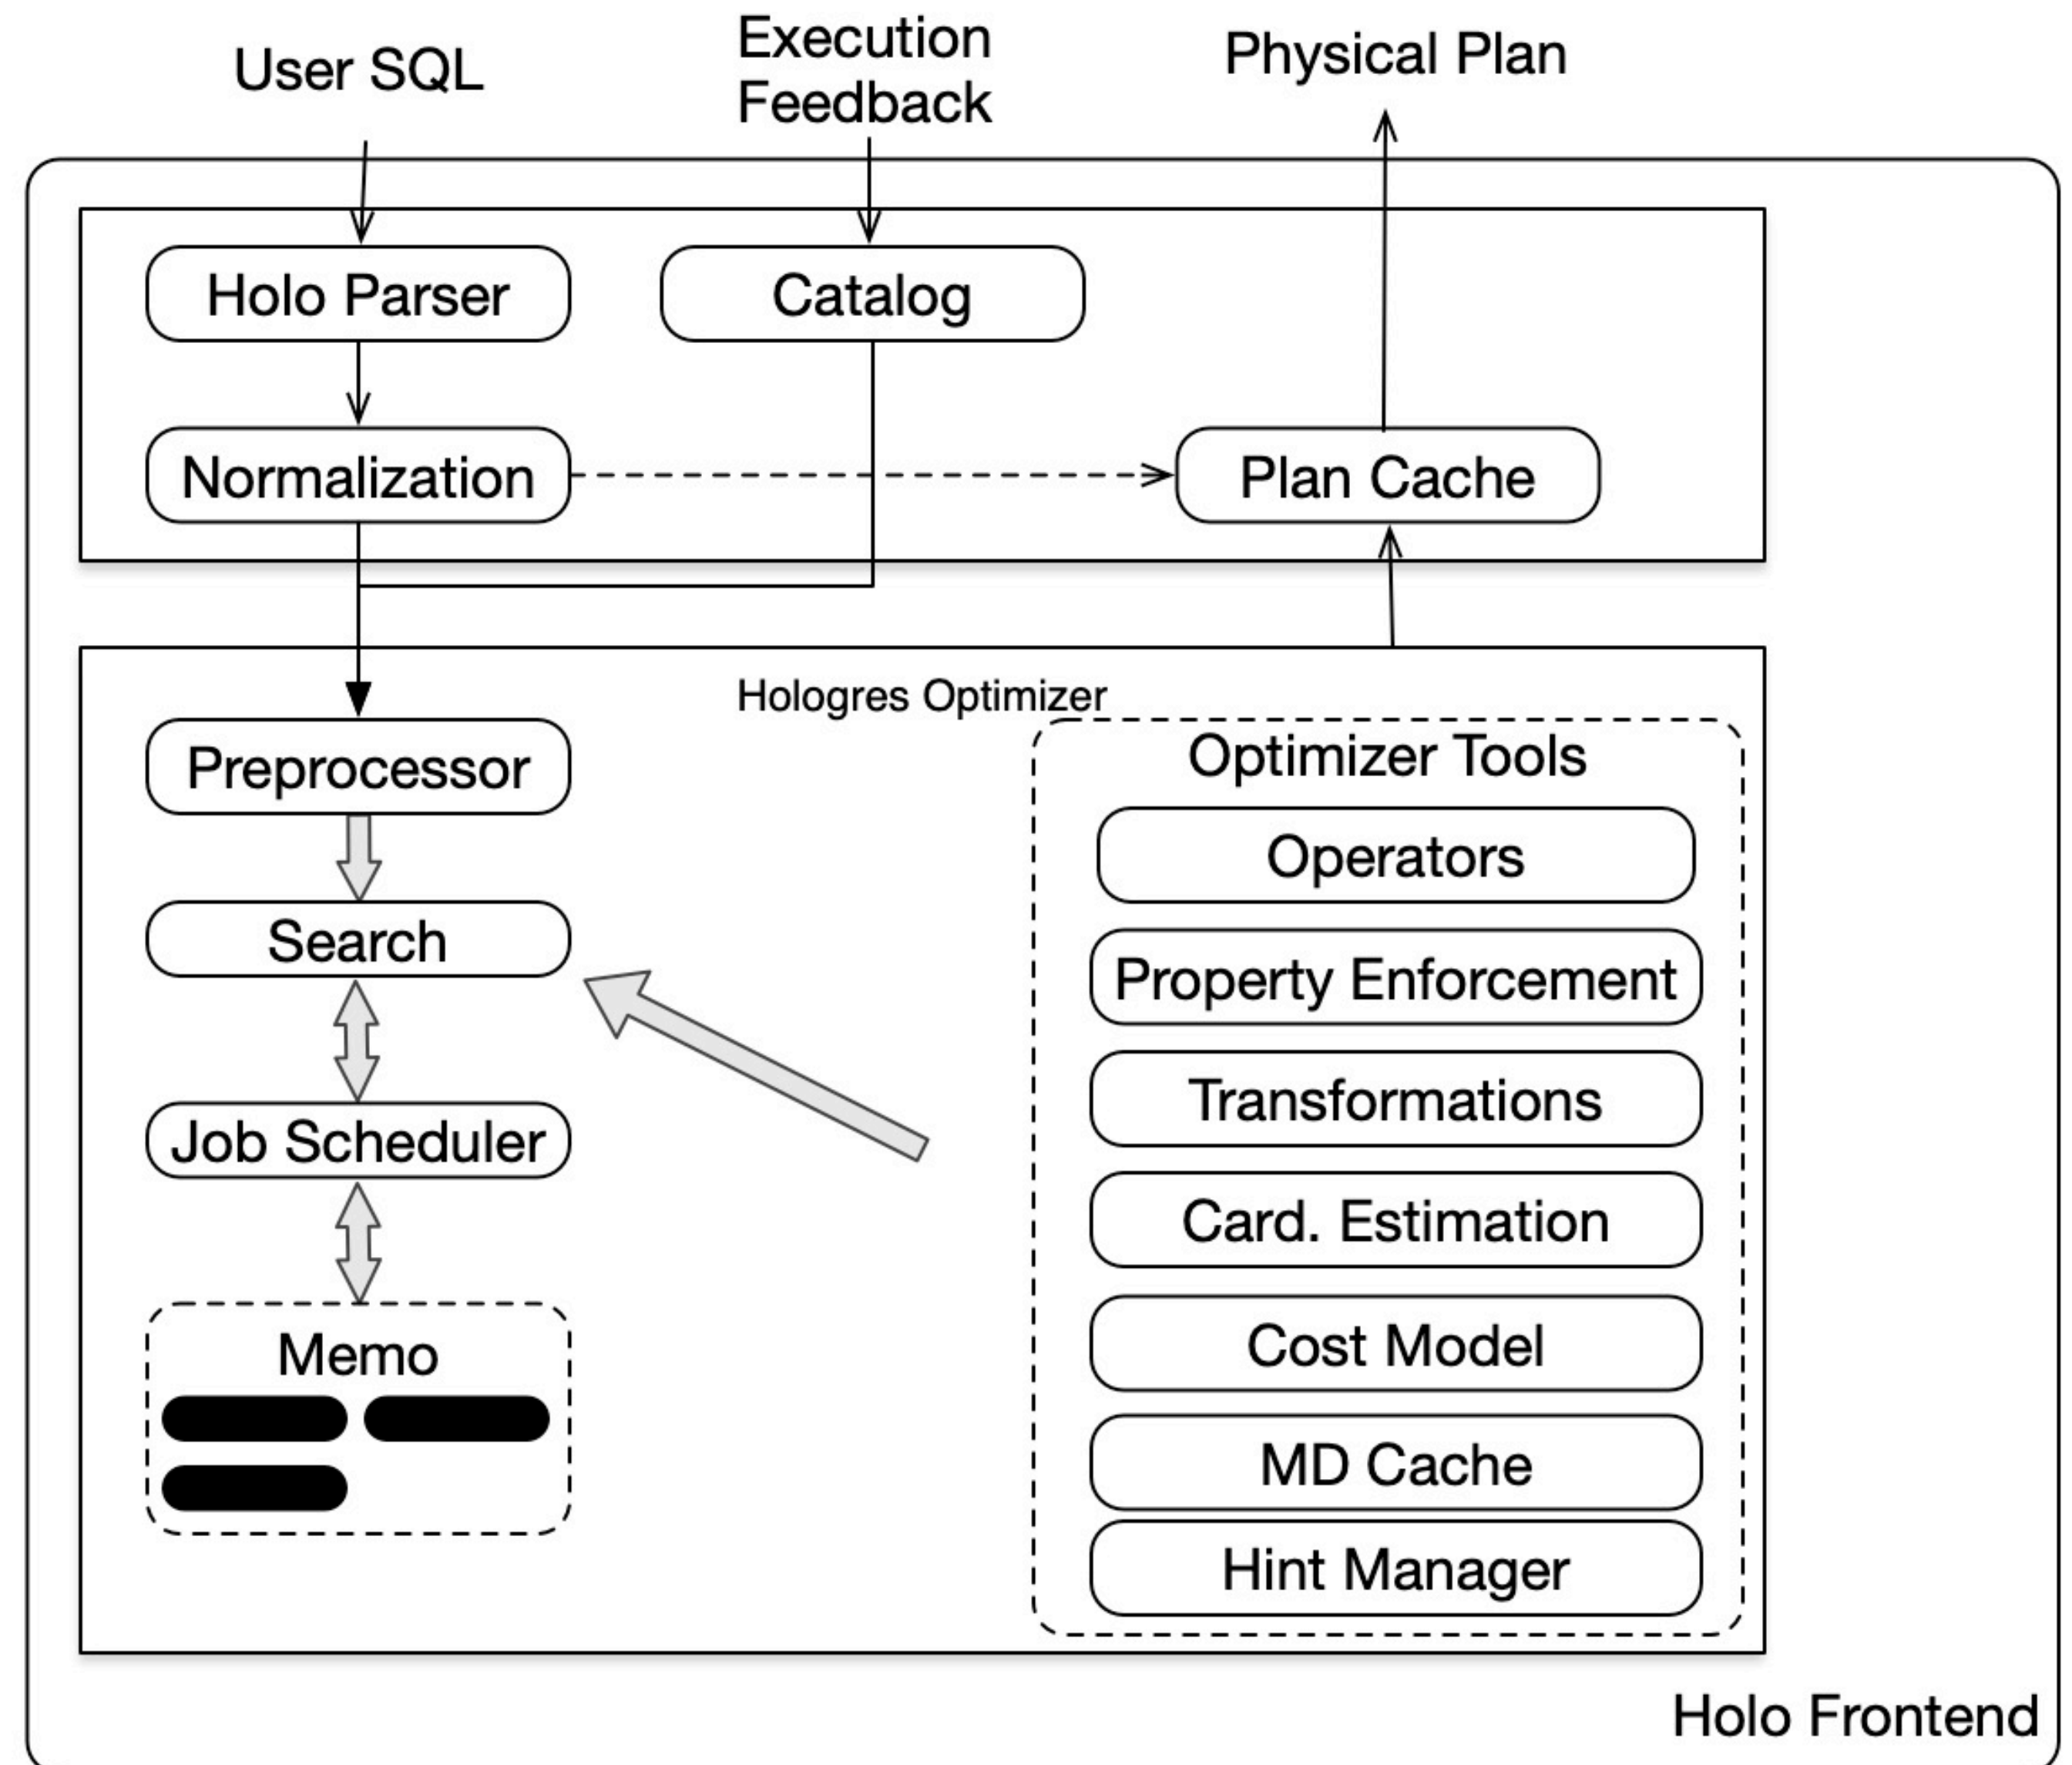 User SQL
Execution
Feedback
Physical Plan
Holo Parser
Catalog
Normalization
Plan Cache
Hologres Optimizer
Preprocessor
Search
Job Scheduler
Memo
Optimizer Tools
Operators
Property Enforcement
Transformations
Card. Estimation
Cost Model
MD Cache
Hint Manager
Holo Frontend